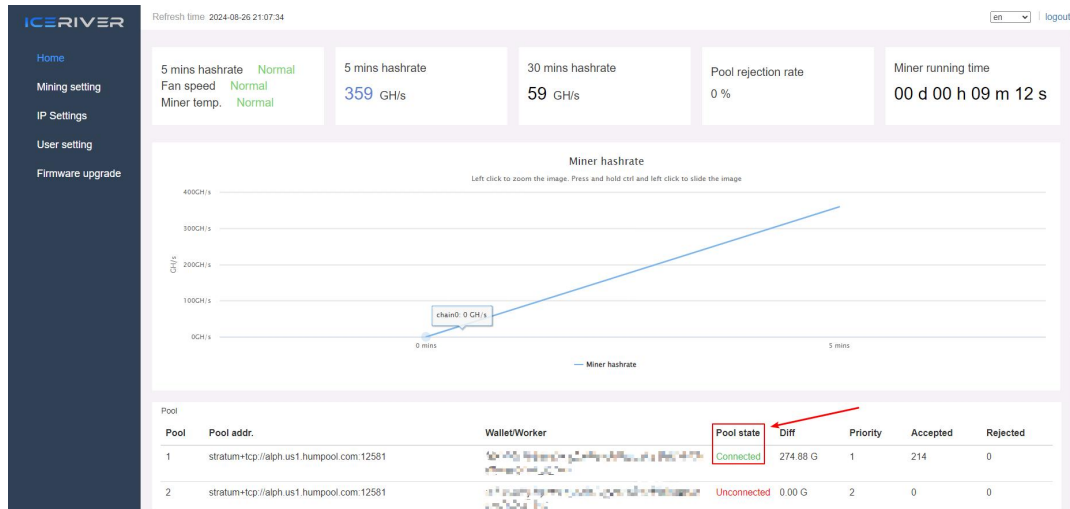 ICERIVER
Refresh time 2024-08-26 21:07:34
en
logout
Home
Mining setting
IP Settings
User setting
Firmware upgrade
5 mins hashrate Normal
Fan speed Normal
Miner temp. Normal
5 mins hashrate
359 GH/s
30 mins hashrate
59 GH/s
Pool rejection rate
0 %
Miner running time
00 d 00 h 09 m 12 s
Miner hashrate
Left click to zoom the image. Press and hold ctrl and left click to slide the image
400GH/s
300GH/s
200GH/s
100GH/s
0GH/s
GH/s
chain0: 0 GH/s
0 mins
5 mins
Miner hashrate
Pool
Pool Pool addr. Wallet/Worker Pool state Diff Priority Accepted Rejected
1 stratum+tcp://alph.us1.humpool.com:12581 Connected 274.88 G 1 214 0
2 stratum+tcp://alph.us1.humpool.com:12581 Unconnected 0.00 G 2 0 0